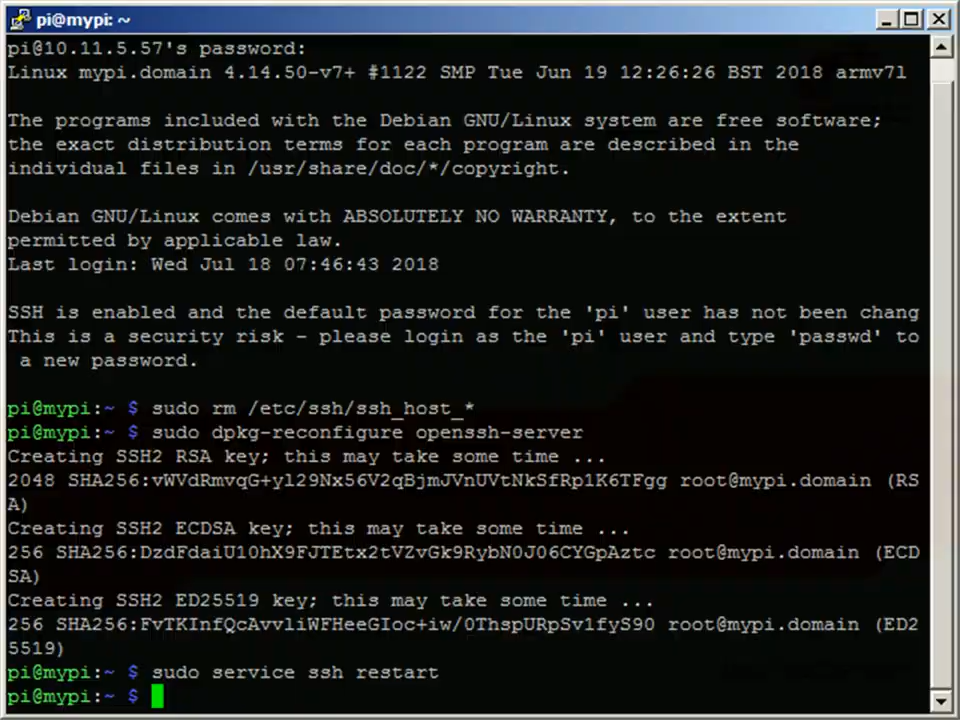 pi@mypi: ~
pi@10.11.5.57's password:
Linux mypi.domain 4.14.50-v7+ #1122 SMP Tue Jun 19 12:26:26 BST 2018 armv7l
The programs included with the Debian GNU/Linux system are free software;
the exact distribution terms for each program are described in the
individual files in /usr/share/doc/*/copyright.
Debian GNU/Linux comes with ABSOLUTELY NO WARRANTY, to the extent
permitted by applicable law.
Last login: Wed Jul 18 07:46:43 2018
SSH is enabled and the default password for the 'pi' user has not been chang
This is a security risk - please login as the 'pi' user and type 'passwd' to
a new password.
pi@mypi:~ $ sudo rm /etc/ssh/ssh_host_*
pi@mypi:~ $ sudo dpkg-reconfigure openssh-server
Creating SSH2 RSA key; this may take some time ...
2048 SHA256:vWVdRmvqG+yl29Nx56V2qBjmJVnUVtNkSfRp1K6TFgg root@mypi.domain (RS
A)
Creating SSH2 ECDSA key; this may take some time ...
256 SHA256:DzdFdaiU1OhX9FJTEtx2tVZvGk9RybN0J06CYGpAztc root@mypi.domain (ECD
SA)
Creating SSH2 ED25519 key; this may take some time ...
256 SHA256:FvTKInfQcAvvliWFHeeGIoc+iw/0ThspURpSv1fyS90 root@mypi.domain (ED2
5519)
pi@mypi:~ $ sudo service ssh restart
pi@mypi:~ $